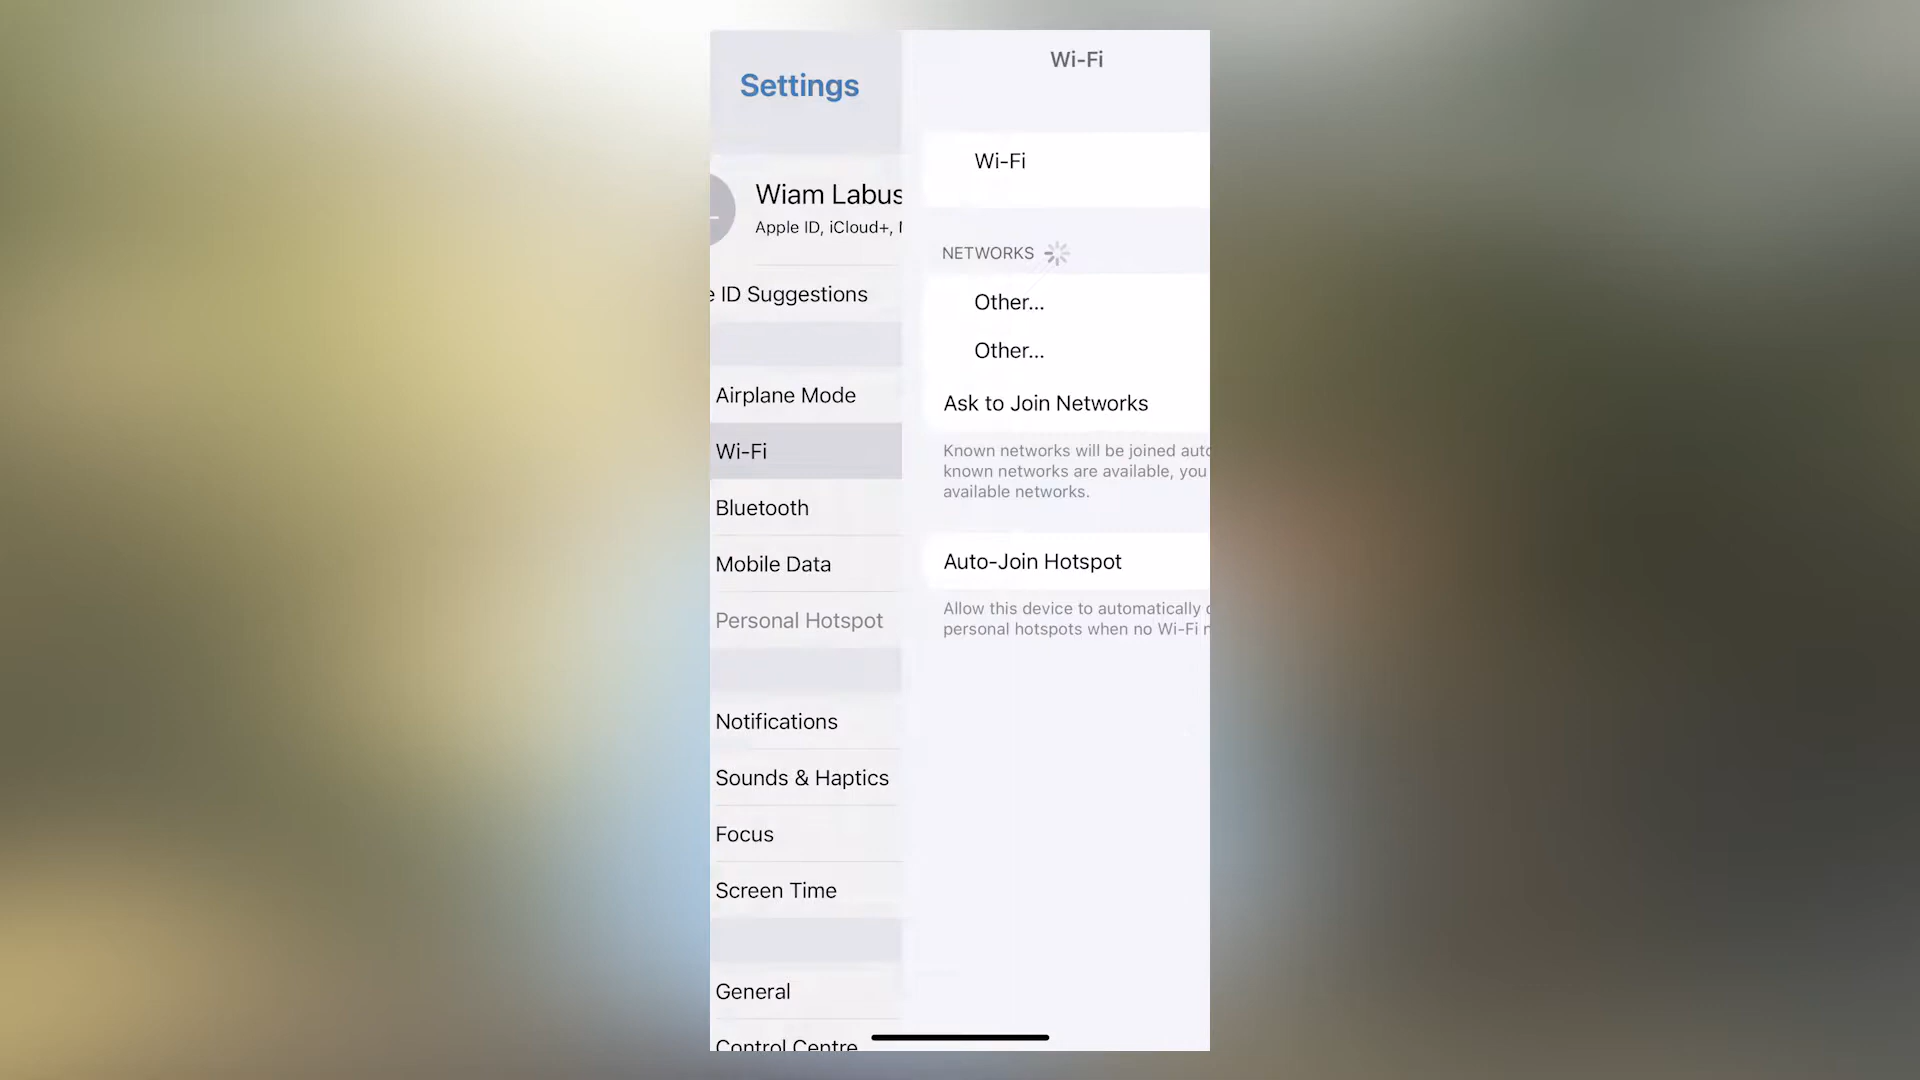 Settings
Wiam Labus
Apple ID, iCloud+,
ID Suggestions
Airplane Mode
Wi-Fi
Bluetooth
Mobile Data
Personal Hotspot
Notifications
Sounds & Haptics
Focus
Screen Time
General
Control Centre
Wi-Fi
Wi-Fi
NETWORKS
Other...
Other...
Ask to Join Networks
Known networks will be joined
known networks are available, you
available networks.
Auto-Join Hotspot
Allow this device to automatically
personal hotspots when no Wi-Fi